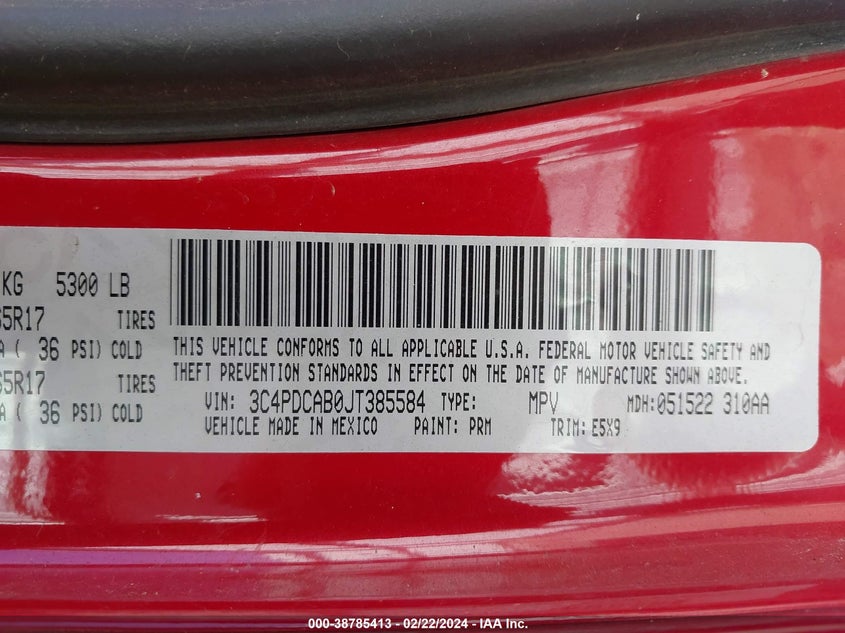 KG 5300 LB
5R17 TIRES
A ( 36 PSI) COLD
5R17 TIRES
A ( 36 PSI) COLD
THIS VEHICLE CONFORMS TO ALL APPLICABLE U.S.A. FEDERAL MOTOR VEHICLE SAFETY AND
THEFT PREVENTION STANDARDS IN EFFECT ON THE DATE OF MANUFACTURE SHOWN ABOVE.
VIN: 3C4PDCAB0JT385584 TYPE: MPV MDH: 051522 310AA
VEHICLE MADE IN MEXICO PAINT: PRM TRIM: E5X9
000-38785413 - 02/22/2024 - IAA Inc.